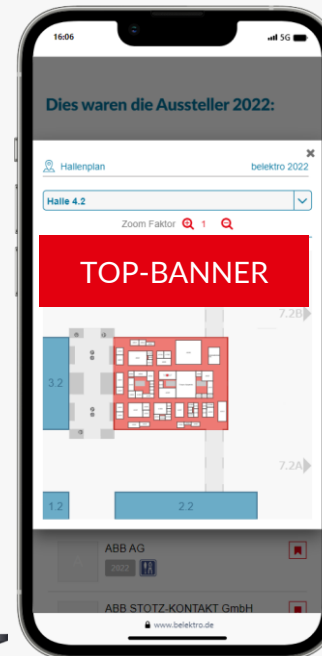 16:06
5G
Dies waren die Aussteller 2022:
Hallenplan
belektro 2022
Halle 4.2
Zoom Faktor 1
TOP-BANNER
7.2B
3.2
7.2A
1.2
2.2
A
ABB AG
2022
ABB STOTZ-KONTAKT GmbH
www.belektro.de